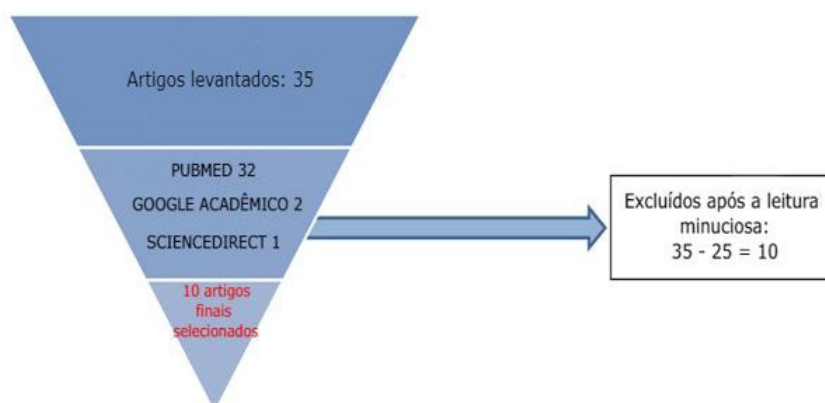 Artigos levantados: 35
PUBMED 32
GOOGLE ACADÊMICO 2
SCIENCEDIRECT 1
Excluídos após a leitura
minuciosa:
35 - 25 = 10
10 artigos
finais
selecionados